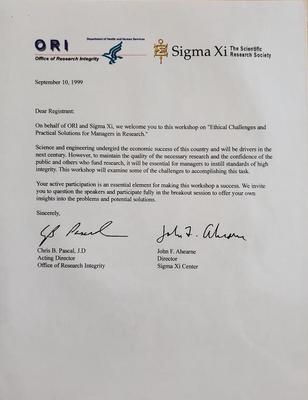 ORI
Office of Research Integrity
Department of Health and Human Services
Sigma Xi The Scientific
Research Society
September 10, 1999
Dear Registrant:
On behalf of ORI and Sigma Xi, we welcome you to this workshop on "Ethical Challenges and
Practical Solutions for Managers in Research."
Science and engineering undergird the economic success of this country and will be drivers in the
next century. However, to maintain the quality of the necessary research and the confidence of the
public and others who fund research, it will be essential for managers to instill standards of high
integrity. This workshop will examine some of the challenges to accomplishing this task.
Your active participation is an essential element for making this workshop a success. We invite
you to question the speakers and participate fully in the breakout session to offer your own
insights into the problems and potential solutions.
Sincerely,
CB Pascal John F. Ahearne
Chris B. Pascal, J.D John F. Ahearne
Acting Director Director
Office of Research Integrity Sigma Xi Center